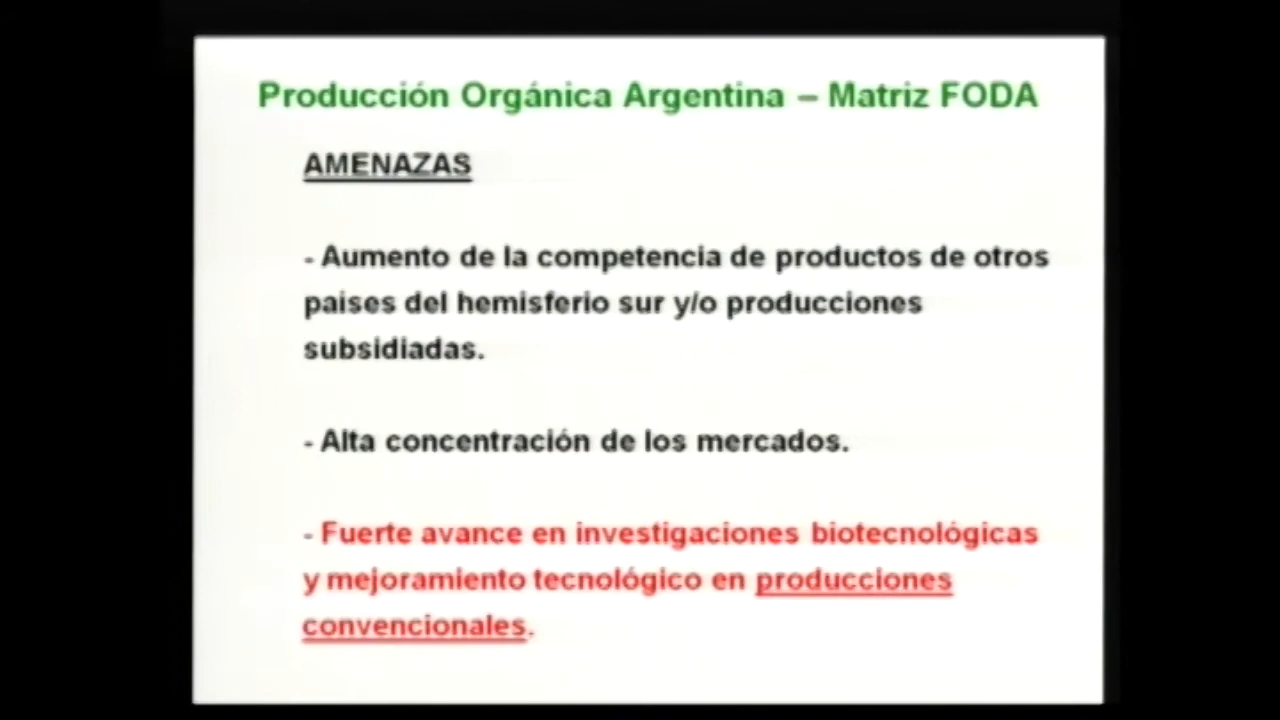 Producción Orgánica Argentina – Matriz FODA
AMENAZAS
- Aumento de la competencia de productos de otros
paises del hemisferio sur y/o producciones
subsidiadas.
- Alta concentración de los mercados.
- Fuerte avance en investigaciones biotecnológicas
y mejoramiento tecnológico en producciones
convencionales.